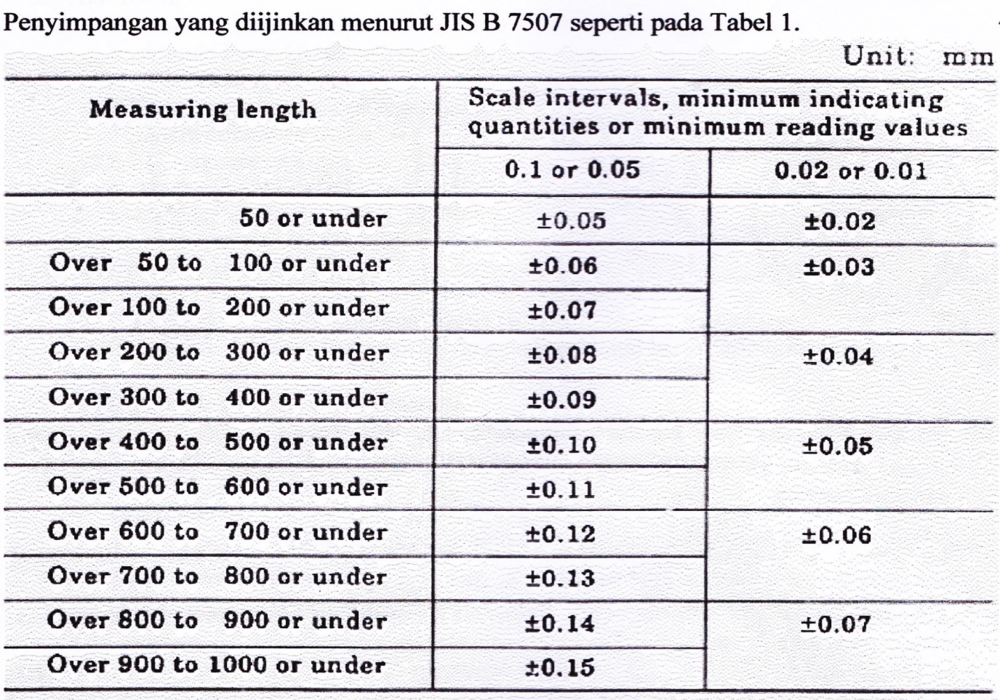 Penyimpangan yang diijinkan menurut JIS B 7507 seperti pada Tabel 1.
Unit: mm
Measuring length
Scale intervals, minimum indicating
quantities or minimum reading values
0.1 or 0.05 0.02 or 0.01
50 or under ±0.05 ±0.02
Over 50 to 100 or under ±0.06 ±0.03
Over 100 to 200 or under ±0.07
Over 200 to 300 or under ±0.08 ±0.04
Over 300 to 400 or under ±0.09
Over 400 to 500 or under ±0.10 ±0.05
Over 500 to 600 or under ±0.11
Over 600 to 700 or under ±0.12 ±0.06
Over 700 to 800 or under ±0.13
Over 800 to 900 or under ±0.14 ±0.07
Over 900 to 1000 or under ±0.15